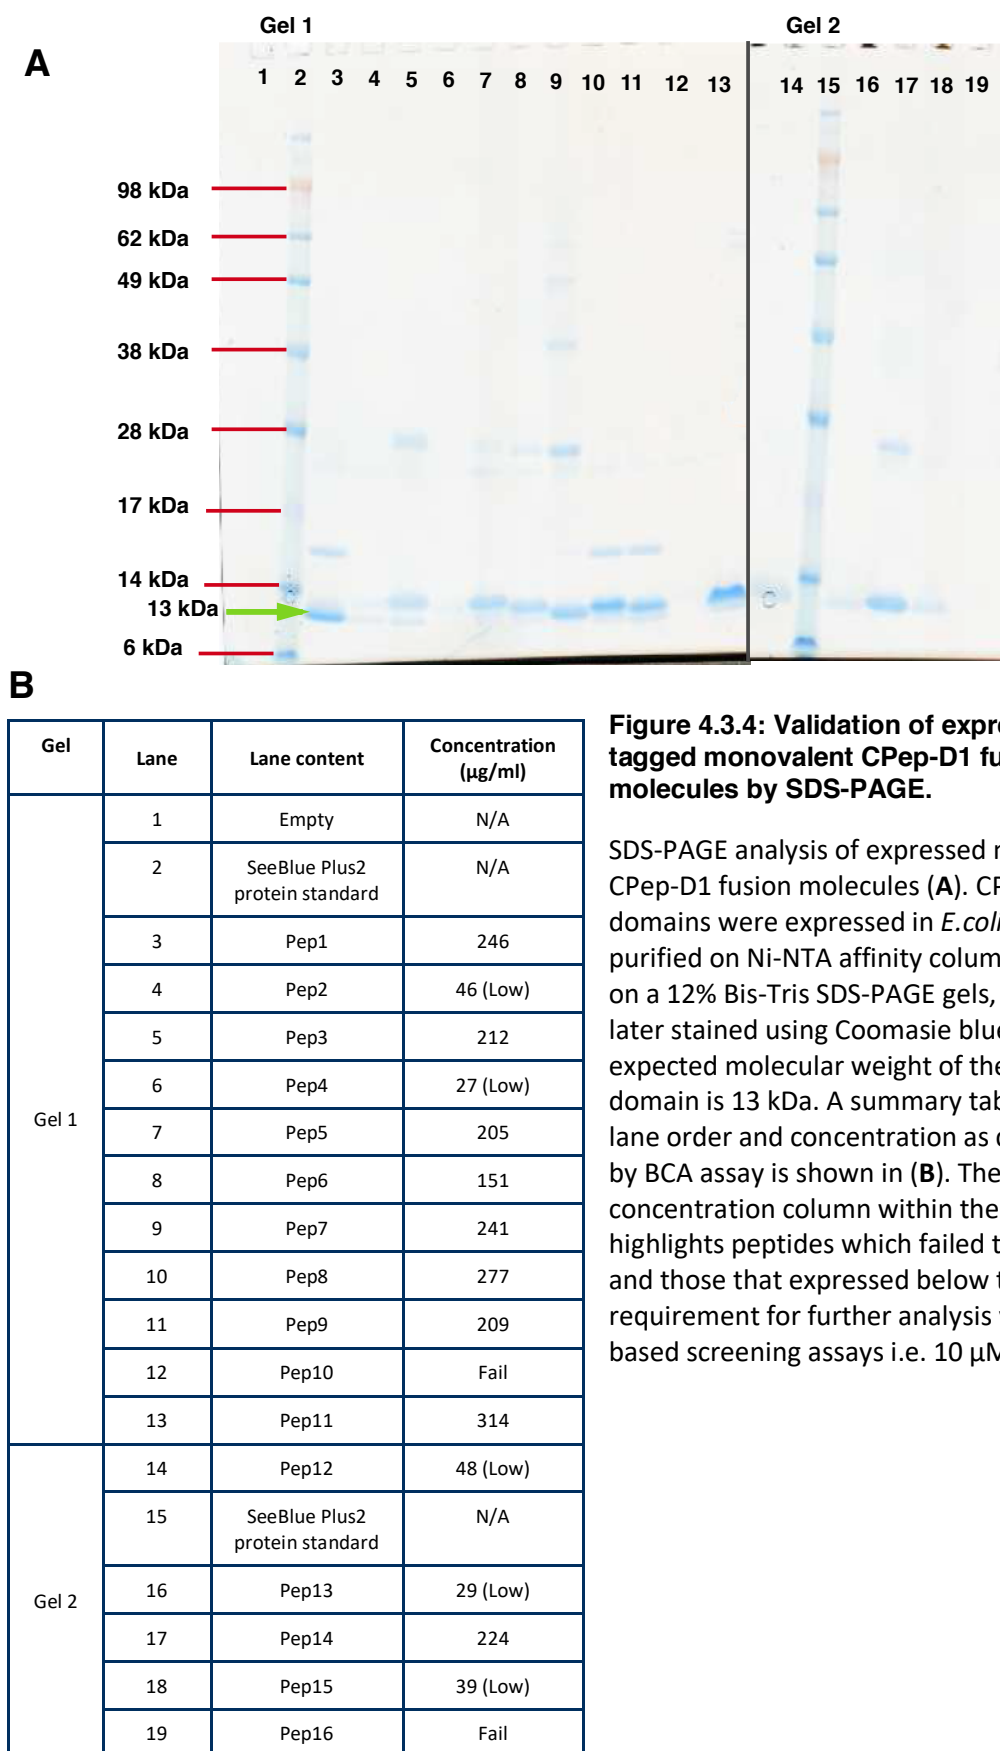 Gel 1
Gel 2
A
1 2 3 4 5 6 7 8 9 10 11 12 13 14 15 16 17 18 19
98 kDa
62 kDa
49 kDa
38 kDa
28 kDa
17 kDa
14 kDa
13 kDa
6 kDa
B
Gel Lane Lane content Concentration
(µg/ml)
Gel 1
1 Empty N/A
2 SeeBlue Plus2
protein standard N/A
3 Pep1 246
4 Pep2 46 (Low)
5 Pep3 212
6 Pep4 27 (Low)
7 Pep5 205
8 Pep6 151
9 Pep7 241
10 Pep8 277
11 Pep9 209
12 Pep10 Fail
13 Pep11 314
Gel 2
14 Pep12 48 (Low)
15 SeeBlue Plus2
protein standard N/A
16 Pep13 29 (Low)
17 Pep14 224
18 Pep15 39 (Low)
19 Pep16 Fail
Figure 4.3.4: Validation of expre
tagged monovalent CPep-D1 fu
molecules by SDS-PAGE.
SDS-PAGE analysis of expressed
CPep-D1 fusion molecules (A). CP
domains were expressed in E.coli
purified on Ni-NTA affinity colum
on a 12% Bis-Tris SDS-PAGE gels,
later stained using Coomasie blue
expected molecular weight of the
domain is 13 kDa. A summary tab
lane order and concentration as
by BCA assay is shown in (B). The
concentration column within the
highlights peptides which failed t
and those that expressed below t
requirement for further analysis
based screening assays i.e. 10 µM